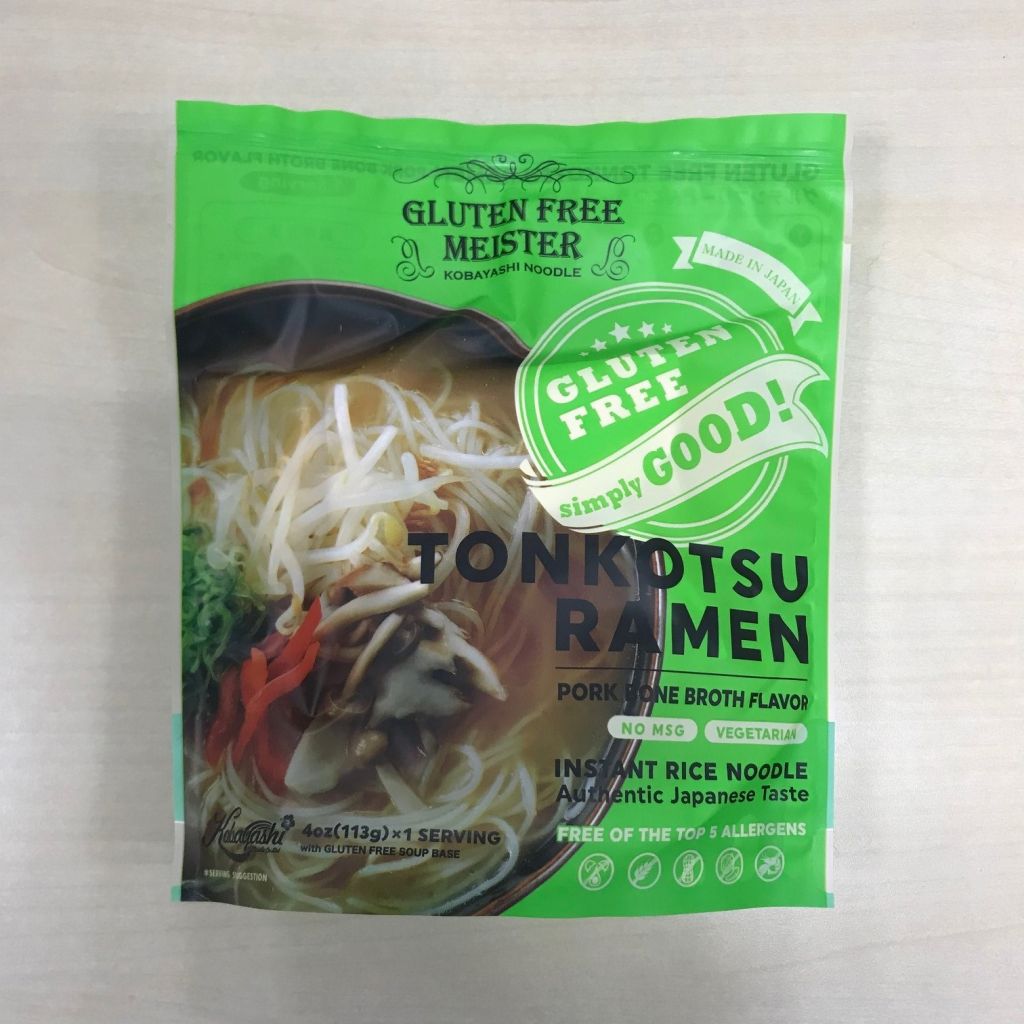 GLUTEN FREE
MEISTER
KOBAYASHI NOODLE
MADE IN JAPAN
GLUTEN
FREE
simply GOOD!
TONKOTSU
RAMEN
PORK BONE BROTH FLAVOR
NO MSG VEGETARIAN
INSTANT RICE NOODLE
Authentic Japanese Taste
FREE OF THE TOP 5 ALLERGENS
Kobayashi
4oz(113g)×1 SERVING
with GLUTEN FREE SOUP BASE
*SERVING SUGGESTION